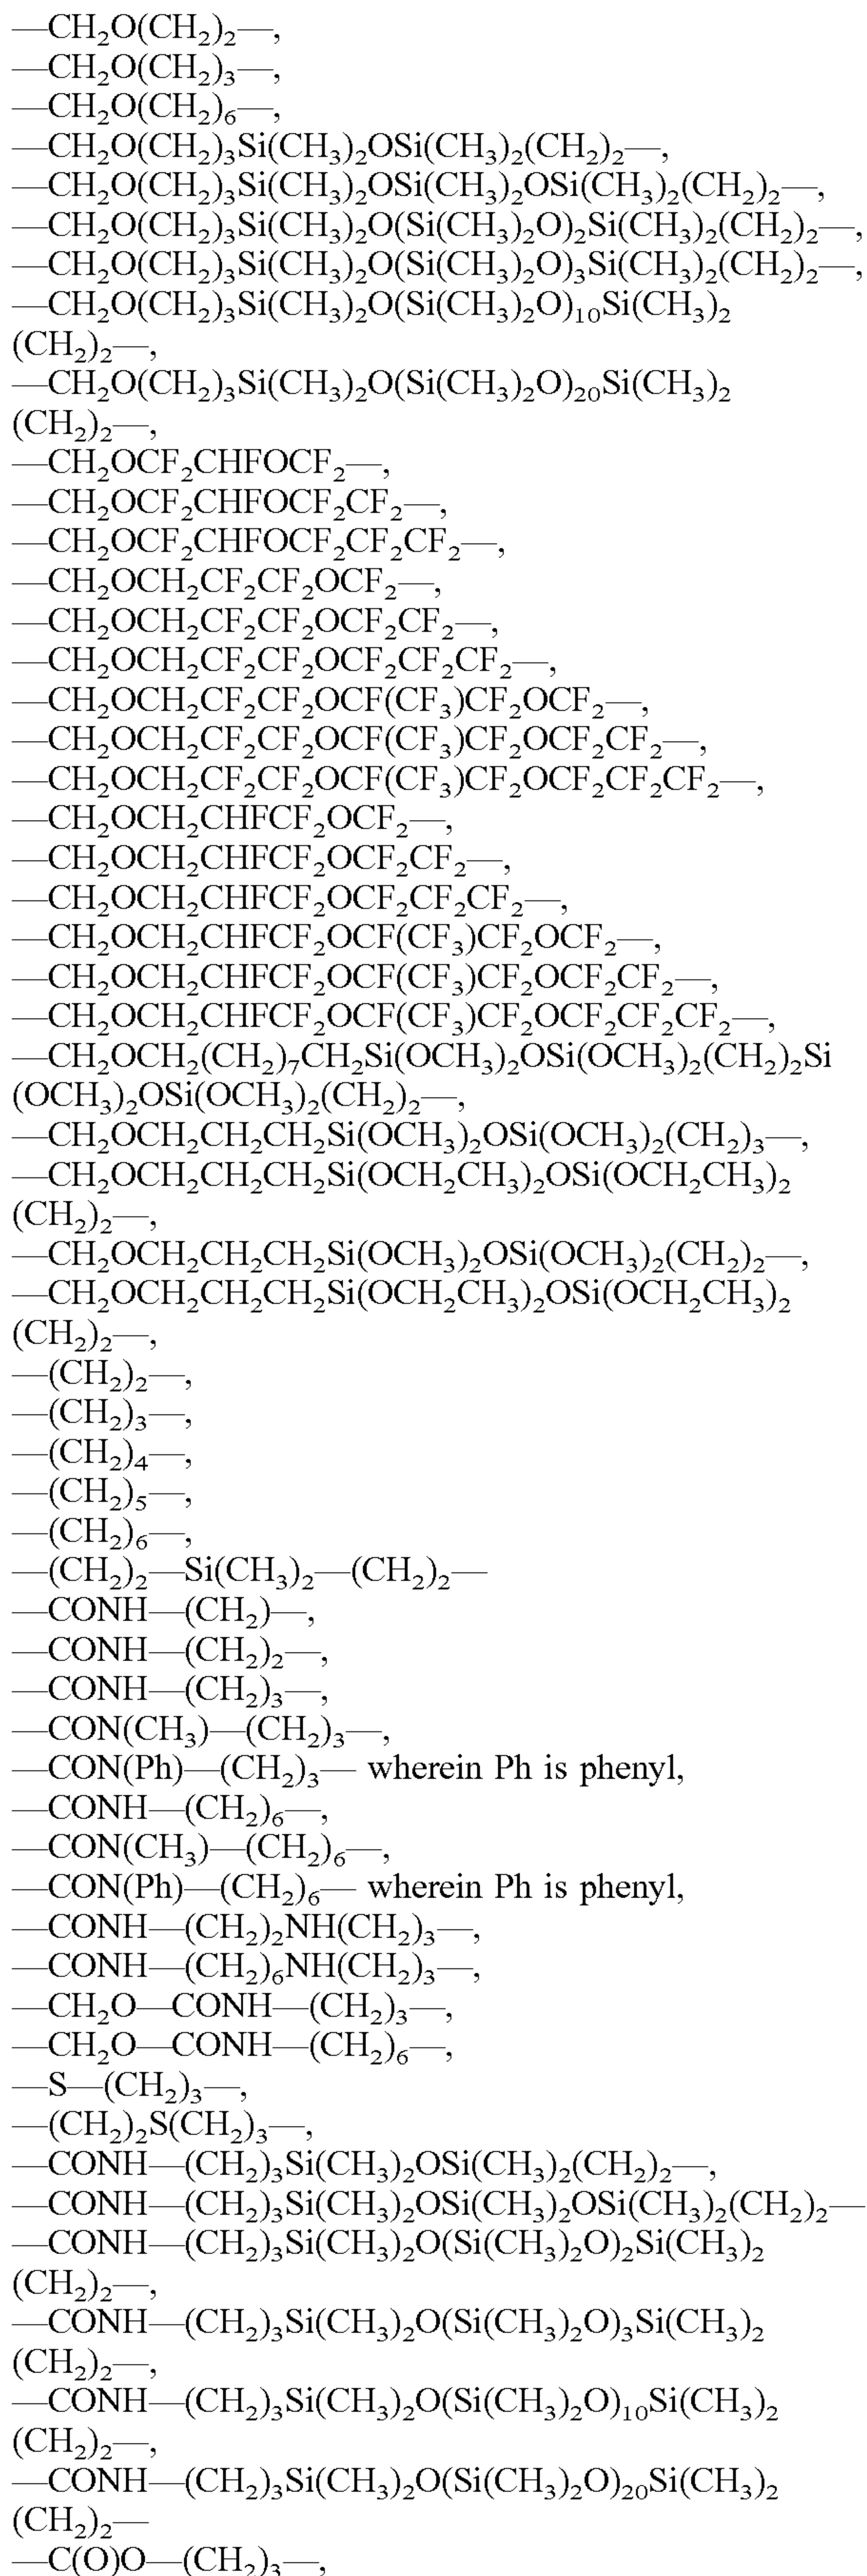 —CH₂O(CH₂)₂—,
—CH₂O(CH₂)₃—,
—CH₂O(CH₂)₆—,
—CH₂O(CH₂)₃Si(CH₃)₂OSi(CH₃)₂(CH₂)₂—,
—CH₂O(CH₂)₃Si(CH₃)₂OSi(CH₃)₂OSi(CH₃)₂(CH₂)₂—,
—CH₂O(CH₂)₃Si(CH₃)₂O(Si(CH₃)₂O)₂Si(CH₃)₂(CH₂)₂—,
—CH₂O(CH₂)₃Si(CH₃)₂O(Si(CH₃)₂O)₃Si(CH₃)₂(CH₂)₂—,
—CH₂O(CH₂)₃Si(CH₃)₂O(Si(CH₃)₂O)₁₀Si(CH₃)₂
(CH₂)₂—,
—CH₂O(CH₂)₃Si(CH₃)₂O(Si(CH₃)₂O)₂₀Si(CH₃)₂
(CH₂)₂—,
—CH₂OCF₂CHFOCF₂—,
—CH₂OCF₂CHFOCF₂CF₂—,
—CH₂OCF₂CHFOCF₂CF₂CF₂—,
—CH₂OCH₂CF₂CF₂OCF₂—,
—CH₂OCH₂CF₂CF₂OCF₂CF₂—,
—CH₂OCH₂CF₂CF₂OCF₂CF₂CF₂—,
—CH₂OCH₂CF₂CF₂OCF(CF₃)CF₂OCF₂—,
—CH₂OCH₂CF₂CF₂OCF(CF₃)CF₂OCF₂CF₂—,
—CH₂OCH₂CF₂CF₂OCF(CF₃)CF₂OCF₂CF₂CF₂—,
—CH₂OCH₂CHFCF₂OCF₂—,
—CH₂OCH₂CHFCF₂OCF₂CF₂—,
—CH₂OCH₂CHFCF₂OCF₂CF₂CF₂—,
—CH₂OCH₂CHFCF₂OCF(CF₃)CF₂OCF₂—,
—CH₂OCH₂CHFCF₂OCF(CF₃)CF₂OCF₂CF₂—,
—CH₂OCH₂CHFCF₂OCF(CF₃)CF₂OCF₂CF₂CF₂—,
—CH₂OCH₂(CH₂)₇CH₂Si(OCH₃)₂OSi(OCH₃)₂(CH₂)₂Si
(OCH₃)₂OSi(OCH₃)₂(CH₂)₂—,
—CH₂OCH₂CH₂CH₂Si(OCH₃)₂OSi(OCH₃)₂(CH₂)₃—,
—CH₂OCH₂CH₂CH₂Si(OCH₂CH₃)₂OSi(OCH₂CH₃)₂
(CH₂)₂—,
—CH₂OCH₂CH₂CH₂Si(OCH₃)₂OSi(OCH₃)₂(CH₂)₂—,
—CH₂OCH₂CH₂CH₂Si(OCH₂CH₃)₂OSi(OCH₂CH₃)₂
(CH₂)₂—,
—(CH₂)₂—,
—(CH₂)₃—,
—(CH₂)₄—,
—(CH₂)₅—,
—(CH₂)₆—,
—(CH₂)₂—Si(CH₃)₂—(CH₂)₂—
—CONH—(CH₂)—,
—CONH—(CH₂)₂—,
—CONH—(CH₂)₃—,
—CON(CH₃)—(CH₂)₃—,
—CON(Ph)—(CH₂)₃— wherein Ph is phenyl,
—CONH—(CH₂)₆—,
—CON(CH₃)—(CH₂)₆—,
—CON(Ph)—(CH₂)₆— wherein Ph is phenyl,
—CONH—(CH₂)₂NH(CH₂)₃—,
—CONH—(CH₂)₆NH(CH₂)₃—,
—CH₂O—CONH—(CH₂)₃—,
—CH₂O—CONH—(CH₂)₆—,
—S—(CH₂)₃—,
—(CH₂)₂S(CH₂)₃—,
—CONH—(CH₂)₃Si(CH₃)₂OSi(CH₃)₂(CH₂)₂—,
—CONH—(CH₂)₃Si(CH₃)₂OSi(CH₃)₂OSi(CH₃)₂(CH₂)₂—
—CONH—(CH₂)₃Si(CH₃)₂O(Si(CH₃)₂O)₂Si(CH₃)₂
(CH₂)₂—,
—CONH—(CH₂)₃Si(CH₃)₂O(Si(CH₃)₂O)₃Si(CH₃)₂
(CH₂)₂—,
—CONH—(CH₂)₃Si(CH₃)₂O(Si(CH₃)₂O)₁₀Si(CH₃)₂
(CH₂)₂—,
—CONH—(CH₂)₃Si(CH₃)₂O(Si(CH₃)₂O)₂₀Si(CH₃)₂
(CH₂)₂—
—C(O)O—(CH₂)₃—,